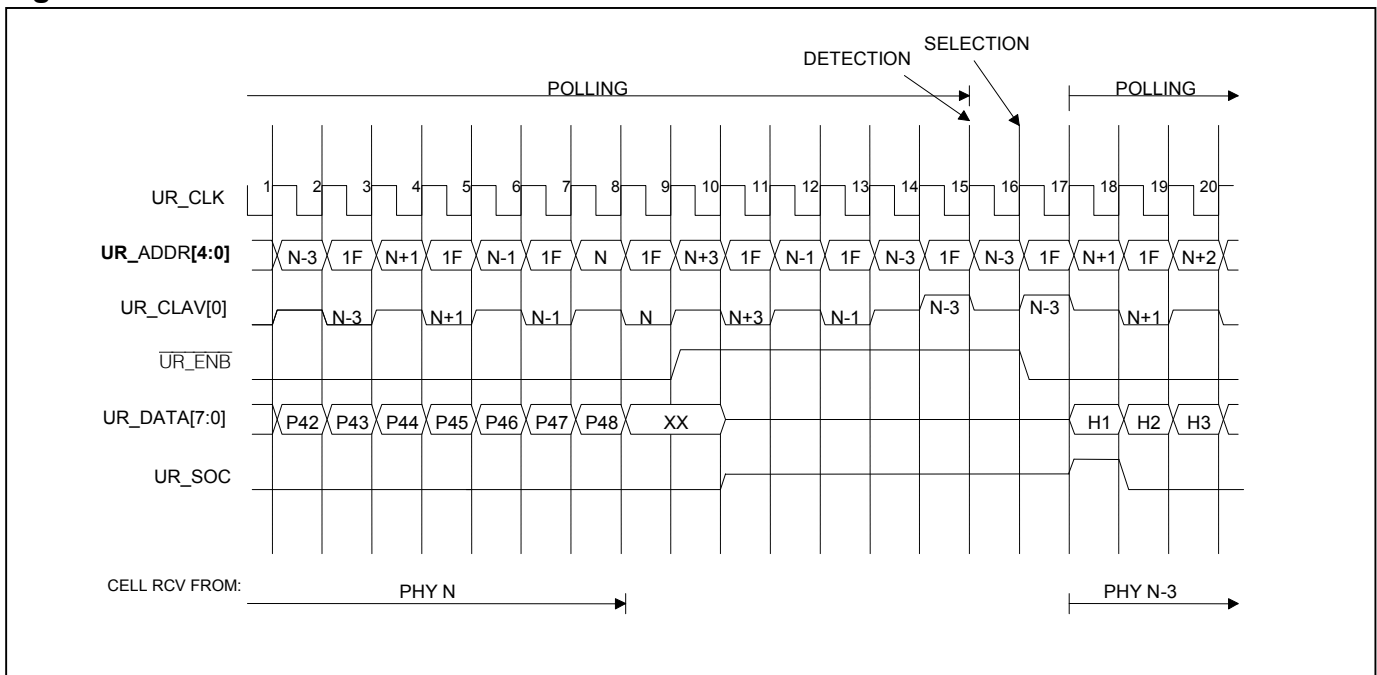 SELECTION
DETECTION
POLLING
POLLING
UR_CLK 1 2 3 4 5 6 7 8 9 10 11 12 13 14 15 16 17 18 19 20
UR_ADDR[4:0] N-3 1F N+1 1F N-1 1F N 1F N+3 1F N-1 1F N-3 1F N-3 1F N+1 1F N+2
UR_CLAV[0] N-3 N+1 N-1 N N+3 N-1 N-3 N-3 N+1
UR_ENB
UR_DATA[7:0] P42 P43 P44 P45 P46 P47 P48 XX H1 H2 H3
UR_SOC
CELL RCV FROM: PHY N PHY N-3